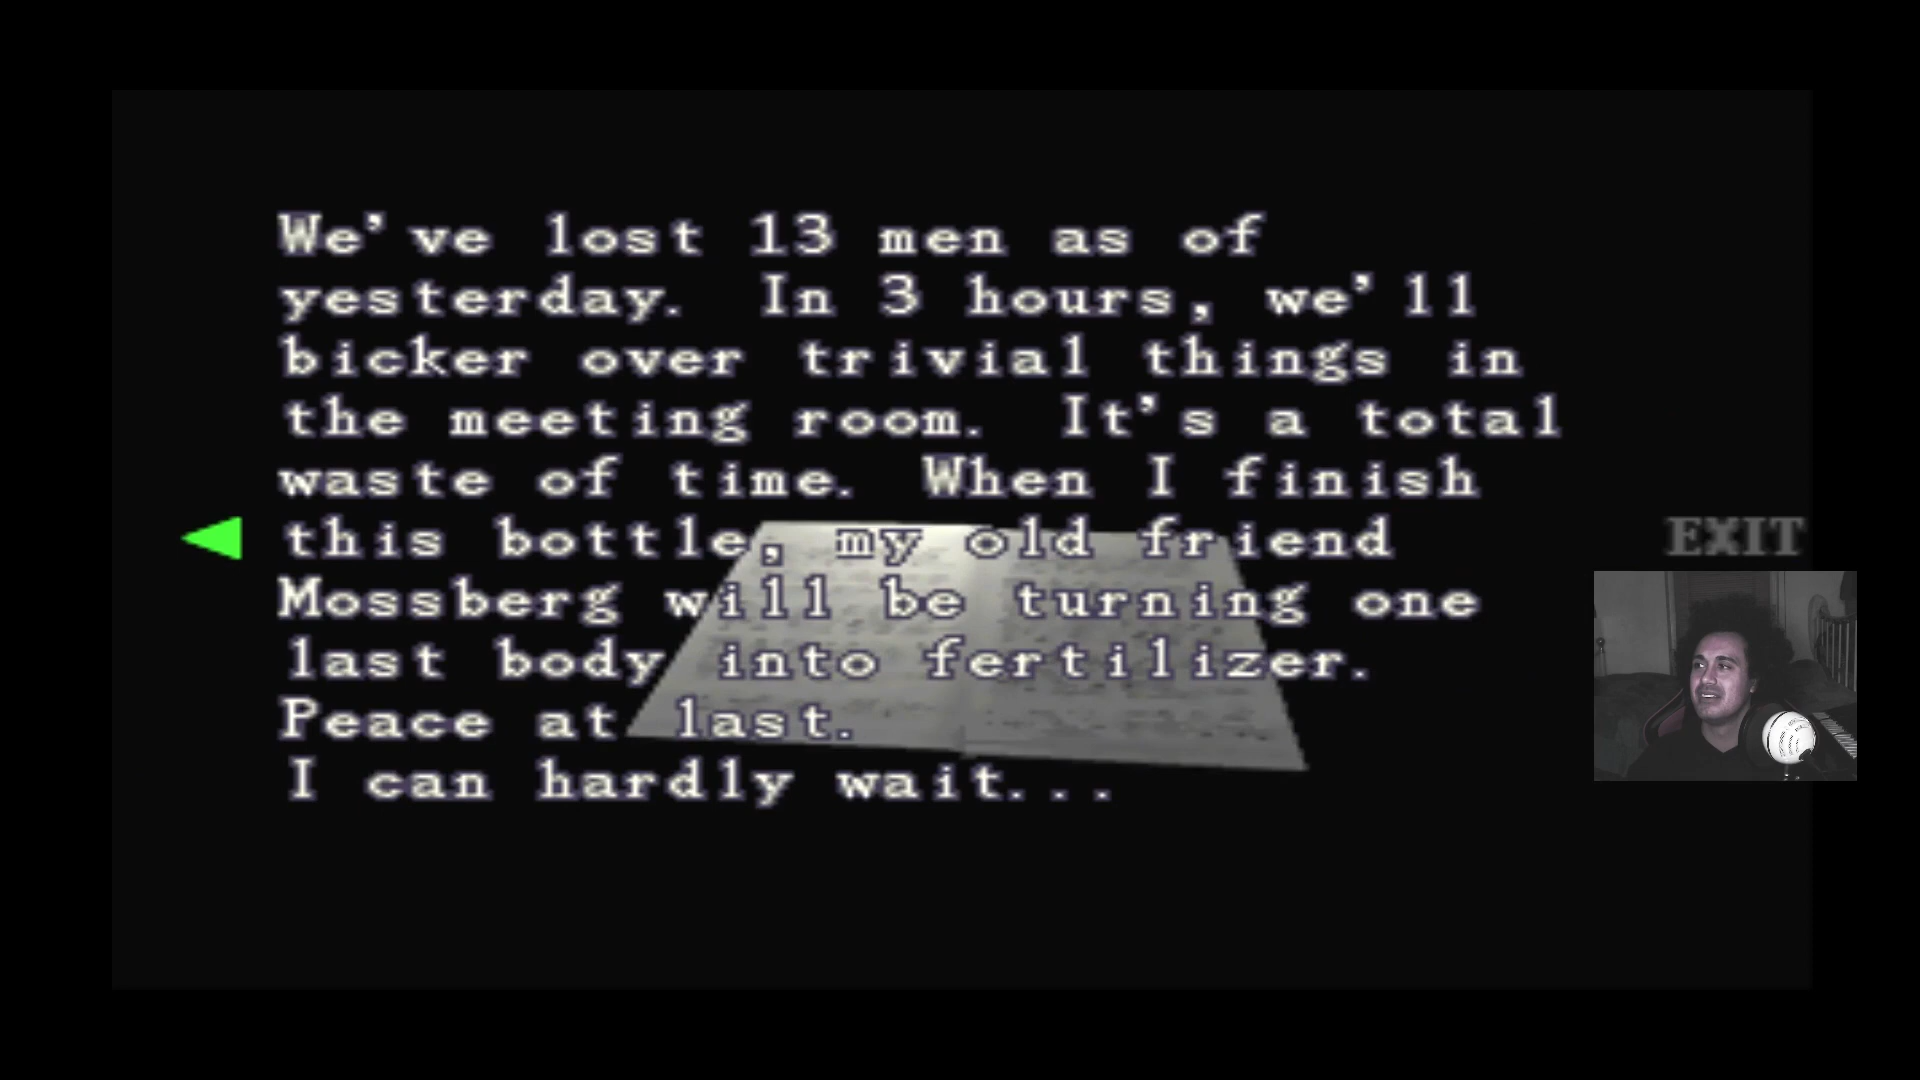 We've lost 13 men as of
yesterday. In 3 hours, we'll
bicker over trivial things in
the meeting room. It's a total
waste of time. When I finish
this bottle, my old friend
Mossberg will be turning one
last body into fertilizer.
Peace at last.
I can hardly wait...
EXIT